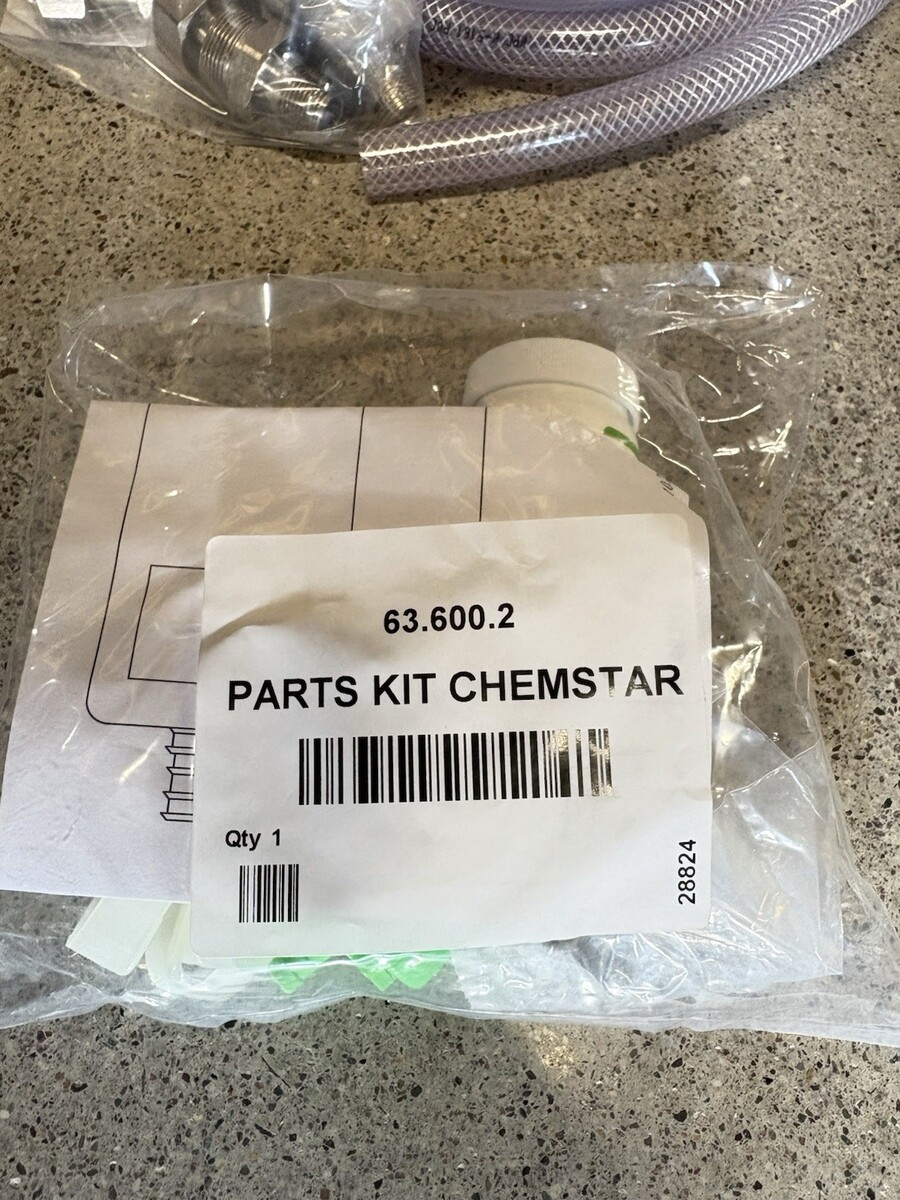 63.600.2
PARTS KIT CHEMSTAR
Qty 1
28824